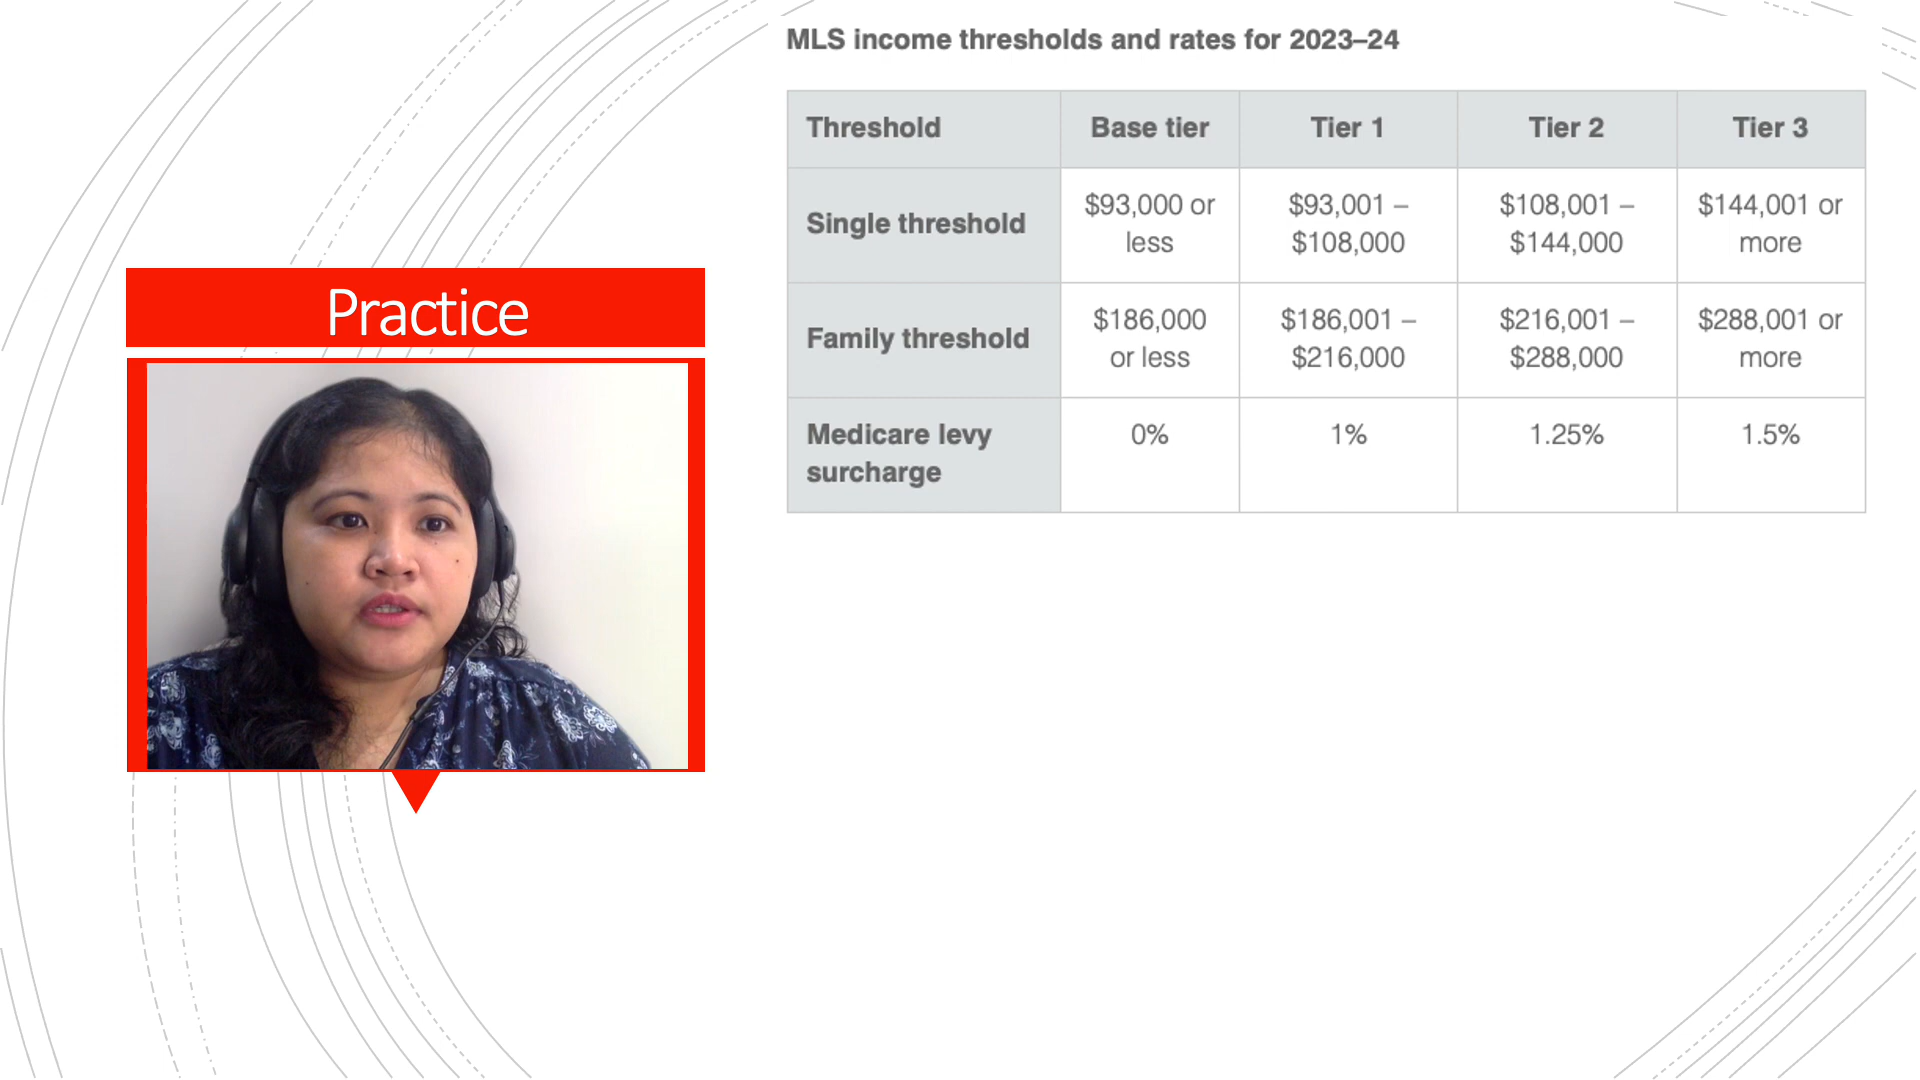 MLS income thresholds and rates for 2023–24
Threshold Base tier Tier 1 Tier 2 Tier 3
Single threshold
$93,000 or
less
$93,001 –
$108,000
$108,001 –
$144,000
$144,001 or
more
Family threshold
$186,000
or less
$186,001 –
$216,000
$216,001 –
$288,000
$288,001 or
more
Medicare levy
surcharge
0% 1% 1.25% 1.5%
Practice